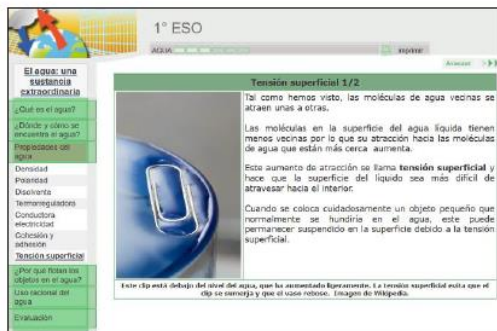 1º ESO
AGUA
imprimir
Avanzar
El agua: una
sustancia
extraordinaria
¿Qué es el agua?
¿Dónde y cómo se
encuentra el agua?
Propiedades del
agua
Densidad
Polaridad
Disolvente
Termorreguladora
Conductora
electricidad
Cohesión y
adhesión
Tensión superficial
¿Por qué flotan los
objetos en el agua?
Uso racional del
agua
Evaluación
Tensión superficial 1/2
Tal como hemos visto, las moléculas de agua vecinas se
atraen unas a otras.
Las moléculas en la superficie del agua líquida tienen
menos vecinas por lo que su atracción hacia las moléculas
de agua que están más cerca aumenta.
Este aumento de atracción se llama tensión superficial y
hace que la superficie del líquido sea más difícil de
atravesar hacia el interior.
Cuando se coloca cuidadosamente un objeto pequeño que
normalmente se hundiría en el agua, este puede
permanecer suspendido en la superficie debido a la tensión
superficial.
Este clip está debajo del nivel del agua, que ha aumentado ligeramente. La tensión superficial evita que el
clip se sumerja y que el vaso rebose. Imagen de Wikipedia.